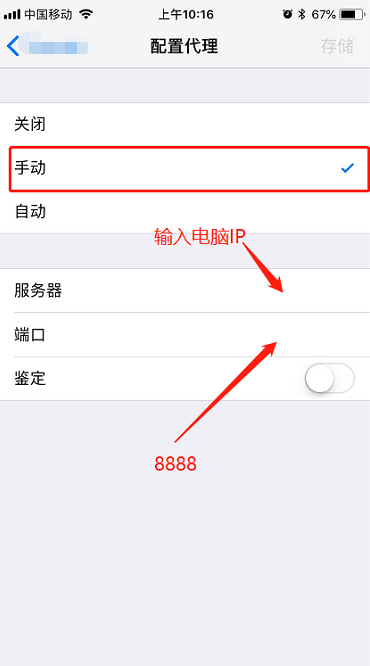 中国移动 上午10:16 67%
配置代理 存储
关闭
手动
自动
输入电脑IP
服务器
端口
鉴定
8888